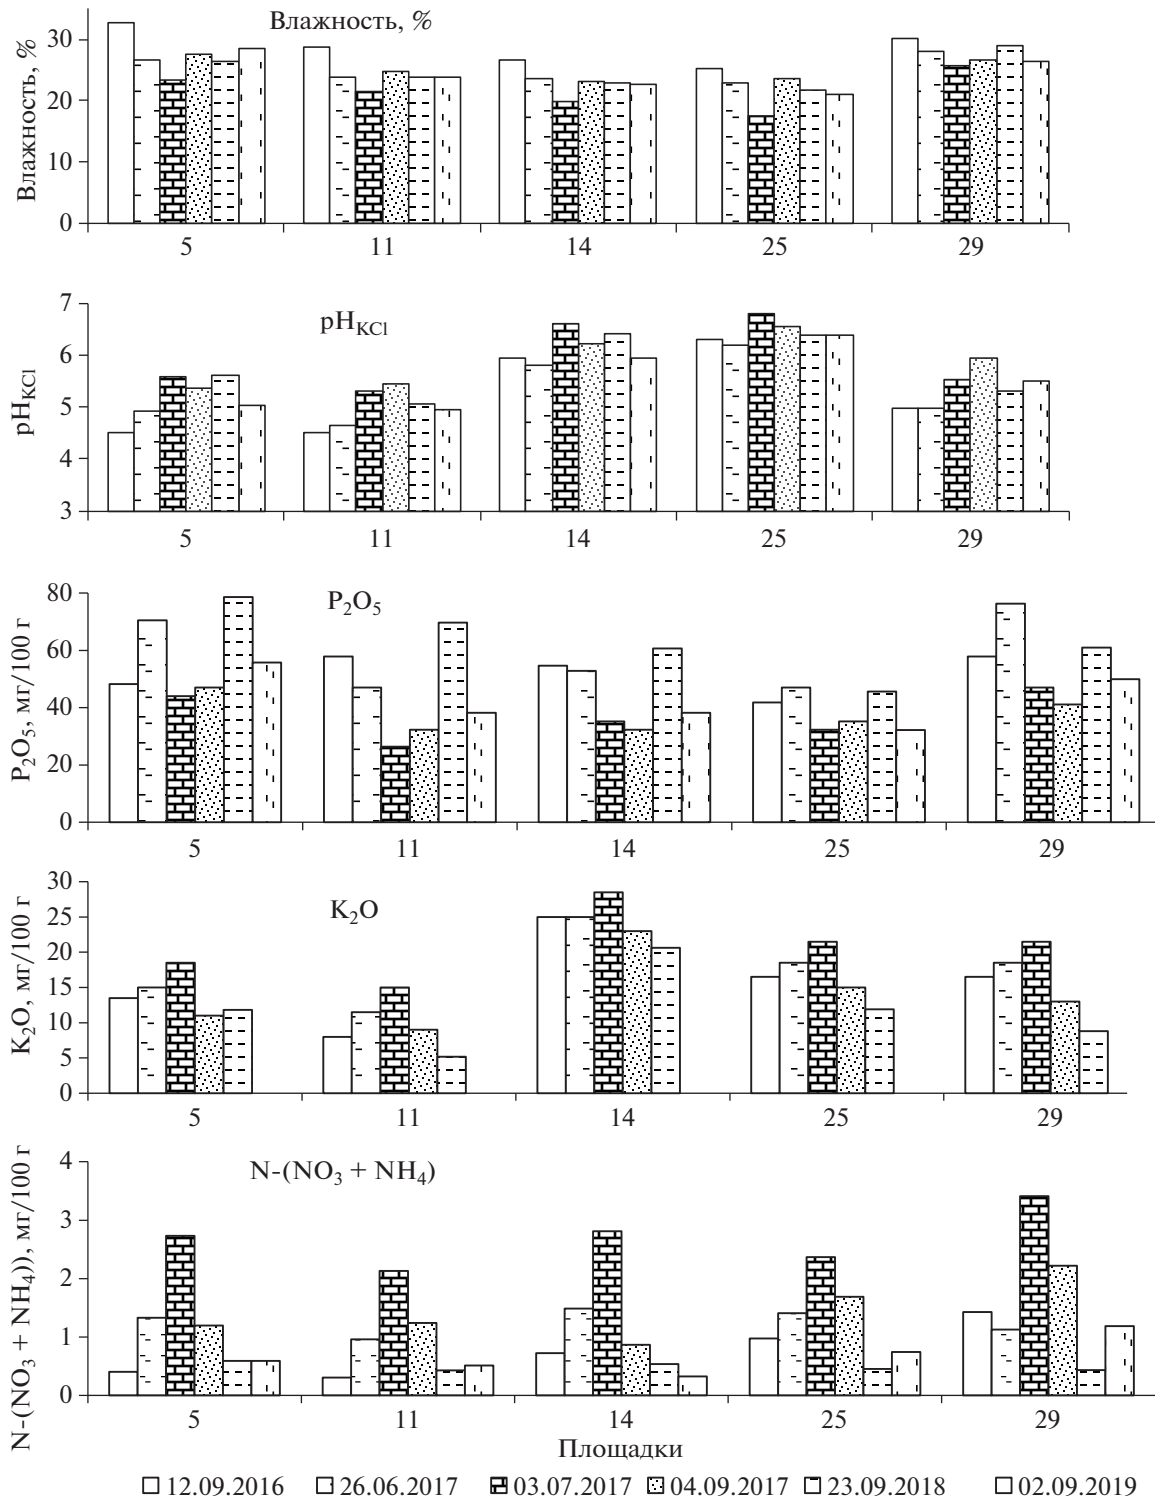 Влажность, %
Влажность, %
30
20
10
0
5 11 14 25 29
pH_KCl
pH_KCl
7
6
5
4
3
5 11 14 25 29
P₂O₅
P₂O₅, мг/100 г
80
60
40
20
0
5 11 14 25 29
K₂O
K₂O, мг/100 г
30
25
20
15
10
5
0
5 11 14 25 29
N-(NO₃ + NH₄)
N-(NO₃ + NH₄)), мг/100 г
4
3
2
1
0
5 11 14 25 29
Площадки
12.09.2016 26.06.2017 03.07.2017 04.09.2017 23.09.2018 02.09.2019